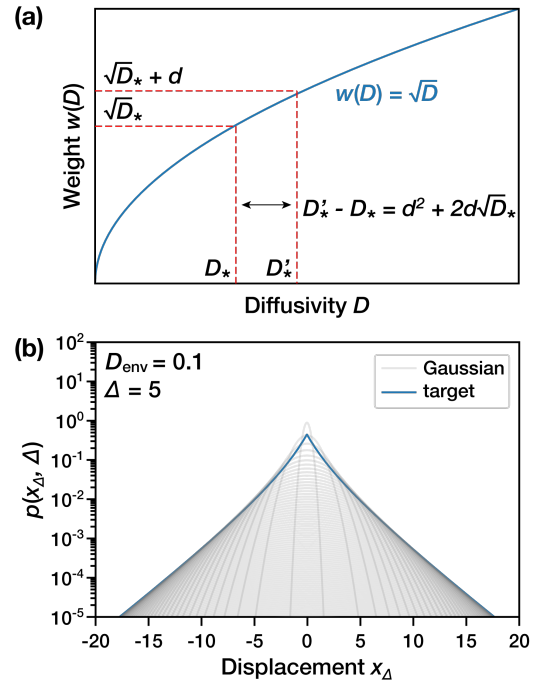 (a)
√D* + d
√D*
w(D) = √D
D*' - D* = d² + 2d√D*
D* D*'
Weight w(D)
Diffusivity D
(b)
D_env = 0.1
Δ = 5
Gaussian
target
10²
10¹
10⁰
10⁻¹
10⁻²
10⁻³
10⁻⁴
10⁻⁵
p(x_Δ, Δ)
-20 -15 -10 -5 0 5 10 15 20
Displacement x_Δ